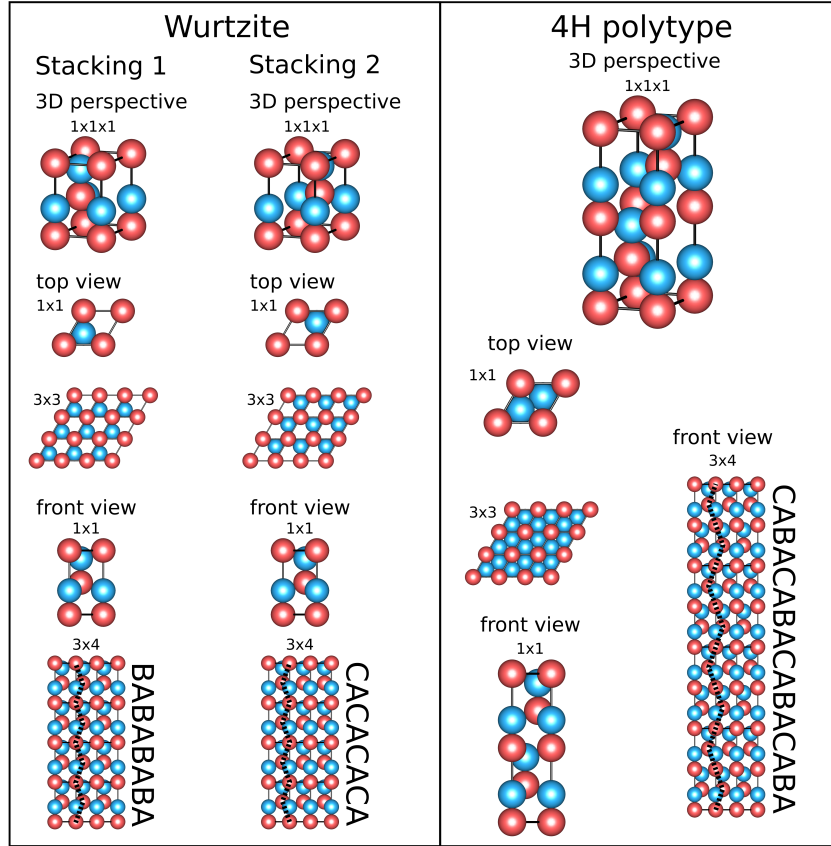 Wurtzite
Stacking 1
3D perspective
1x1x1
top view
1x1
3x3
front view
1x1
3x4
BABABABA
Stacking 2
3D perspective
1x1x1
top view
1x1
3x3
front view
1x1
3x4
CACACACA
4H polytype
3D perspective
1x1x1
top view
1x1
3x3
front view
1x1
front view
3x4
CABACABACABACABA